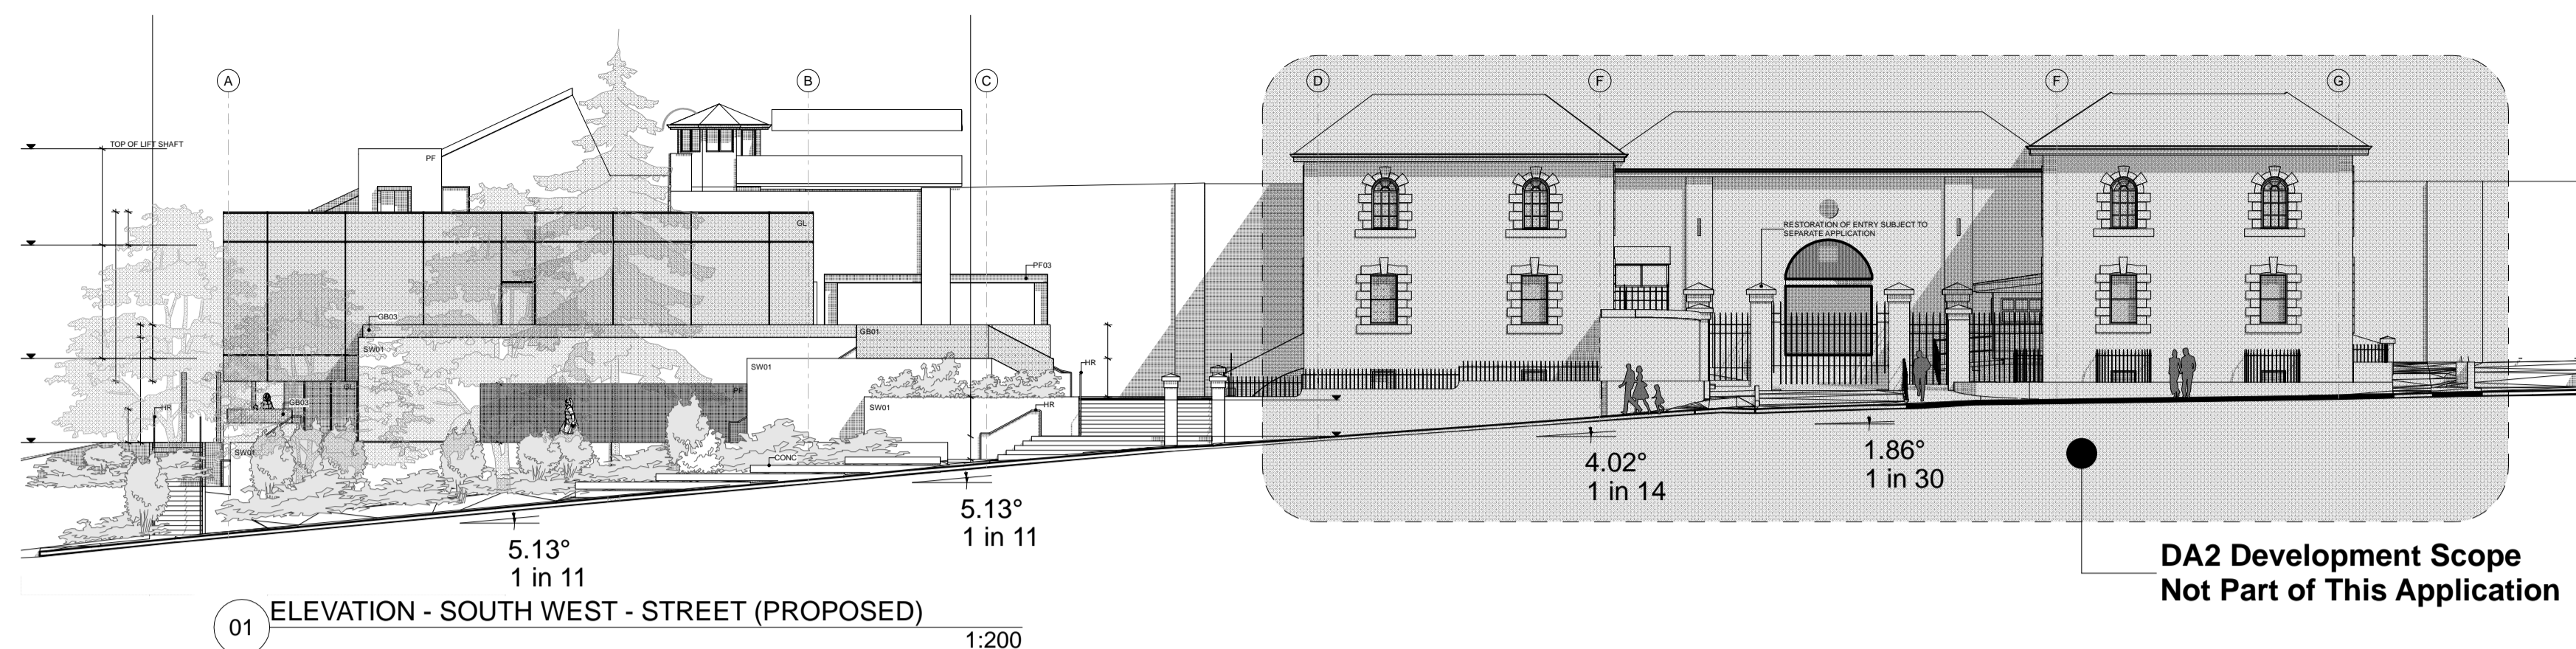 A
B
C
D
F
F
G
TOP OF LIFT SHAFT
PF
GL
RESTORATION OF ENTRY SUBJECT TO
SEPARATE APPLICATION
PF03
GB03
GB01
SW01
SW01
HR
GL
PF
GB03
HR
SW01
HR
SW01
CONC
4.02°
1 in 14
1.86°
1 in 30
5.13°
1 in 11
5.13°
1 in 11
DA2 Development Scope
Not Part of This Application
01
ELEVATION - SOUTH WEST - STREET (PROPOSED)
1:200